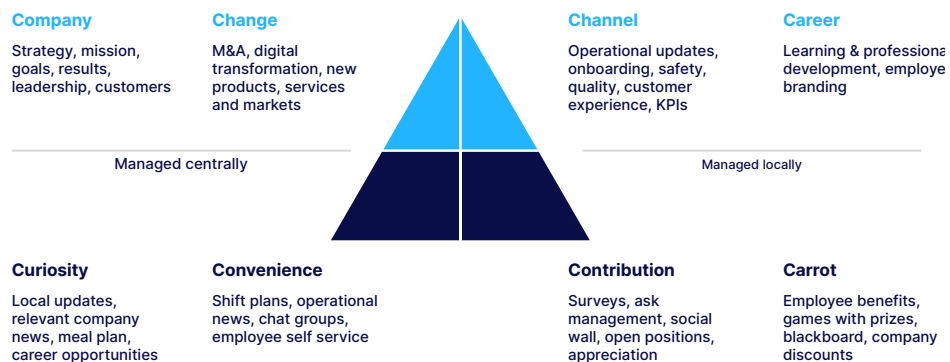 Company
Strategy, mission,
goals, results,
leadership, customers
Change
M&A, digital
transformation, new
products, services
and markets
Channel
Operational updates,
onboarding, safety,
quality, customer
experience, KPIs
Career
Learning & professiona
development, employe
branding
Managed centrally
Managed locally
Curiosity
Local updates,
relevant company
news, meal plan,
career opportunities
Convenience
Shift plans, operational
news, chat groups,
employee self service
Contribution
Surveys, ask
management, social
wall, open positions,
appreciation
Carrot
Employee benefits,
games with prizes,
blackboard, company
discounts